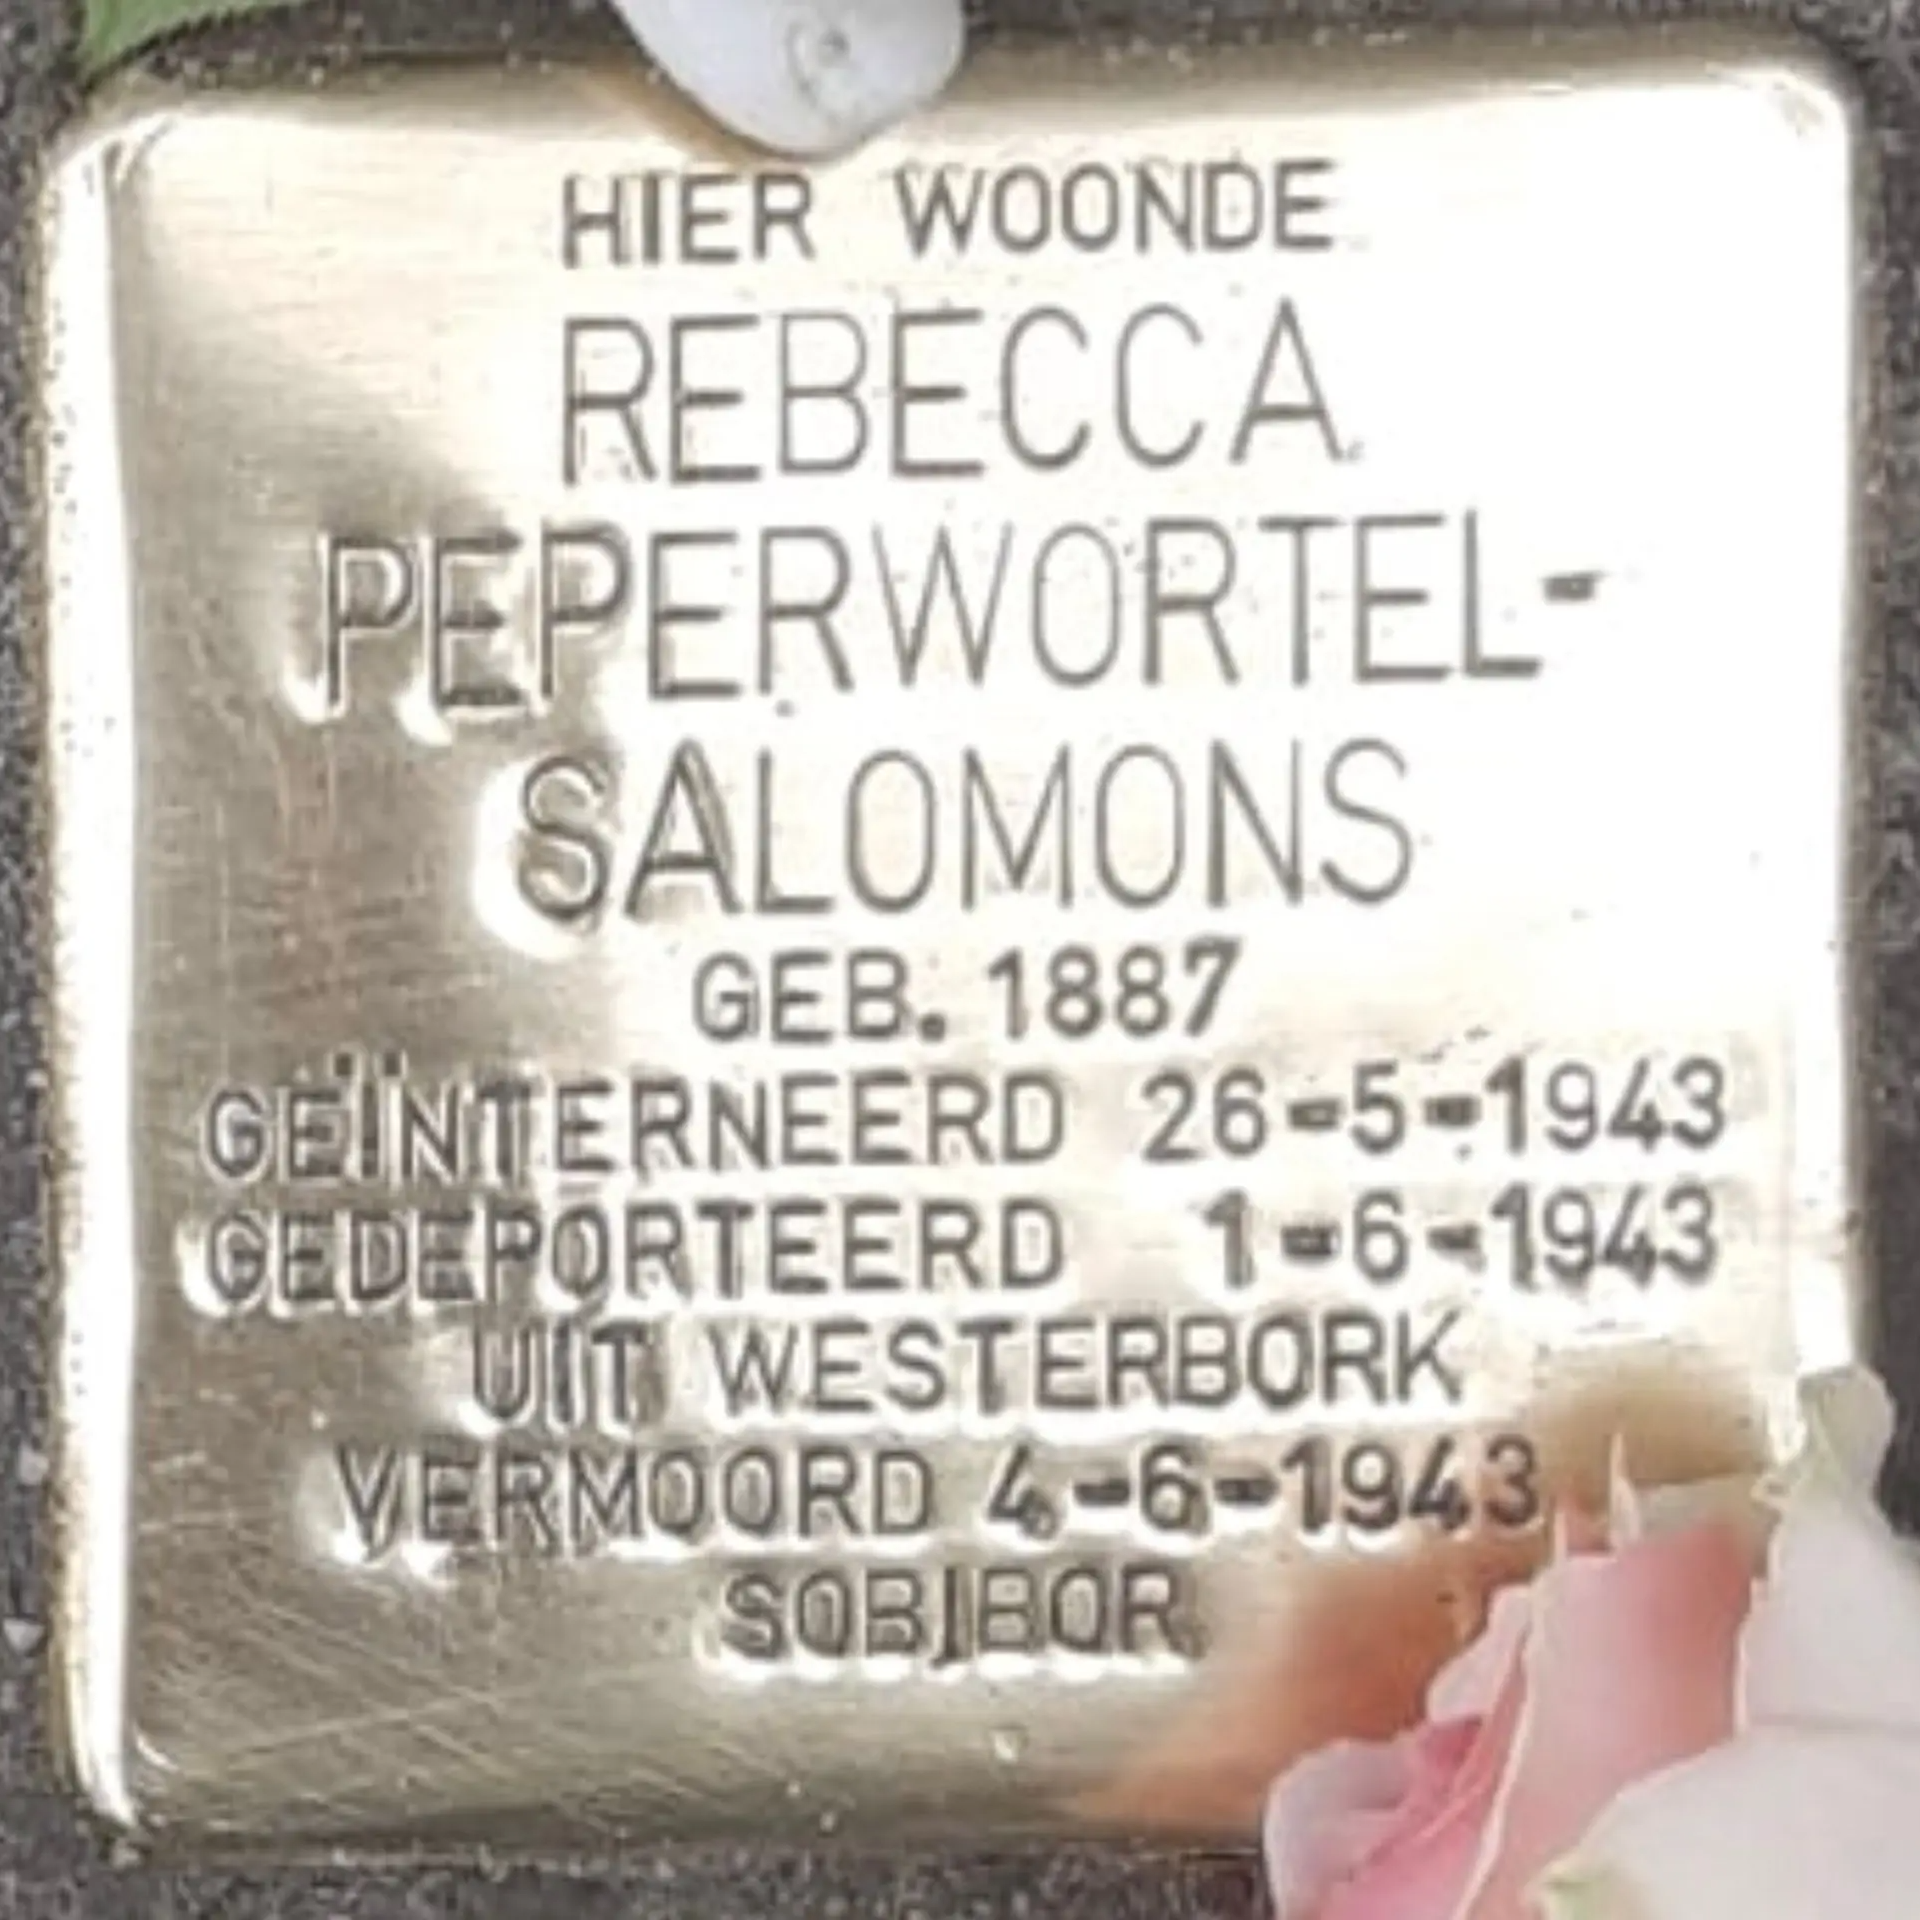 HIER WOONDE
REBECCA
PEPERWORTEL-
SALOMONS
GEB. 1887
GEÏNTERNEERD 26-5-1943
GEDEPORTEERD 1-6-1943
UIT WESTERBORK
VERMOORD 4-6-1943
SOBIBOR